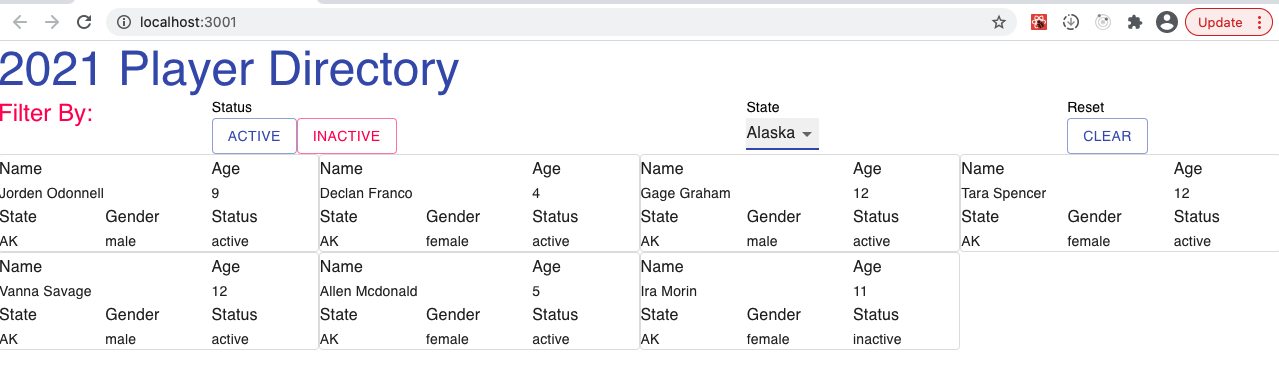 localhost:3001
Update
2021 Player Directory
Filter By:
Status
State
Reset
ACTIVE INACTIVE
Alaska
CLEAR
Name Age Name Age Name Age Name Age
Jorden Odonnell 9 Declan Franco 4 Gage Graham 12 Tara Spencer 12
State Gender Status State Gender Status State Gender Status State Gender Status
AK male active AK female active AK male active AK female active
Name Age Name Age Name Age
Vanna Savage 12 Allen Mcdonald 5 Ira Morin 11
State Gender Status State Gender Status State Gender Status
AK male active AK female active AK female inactive